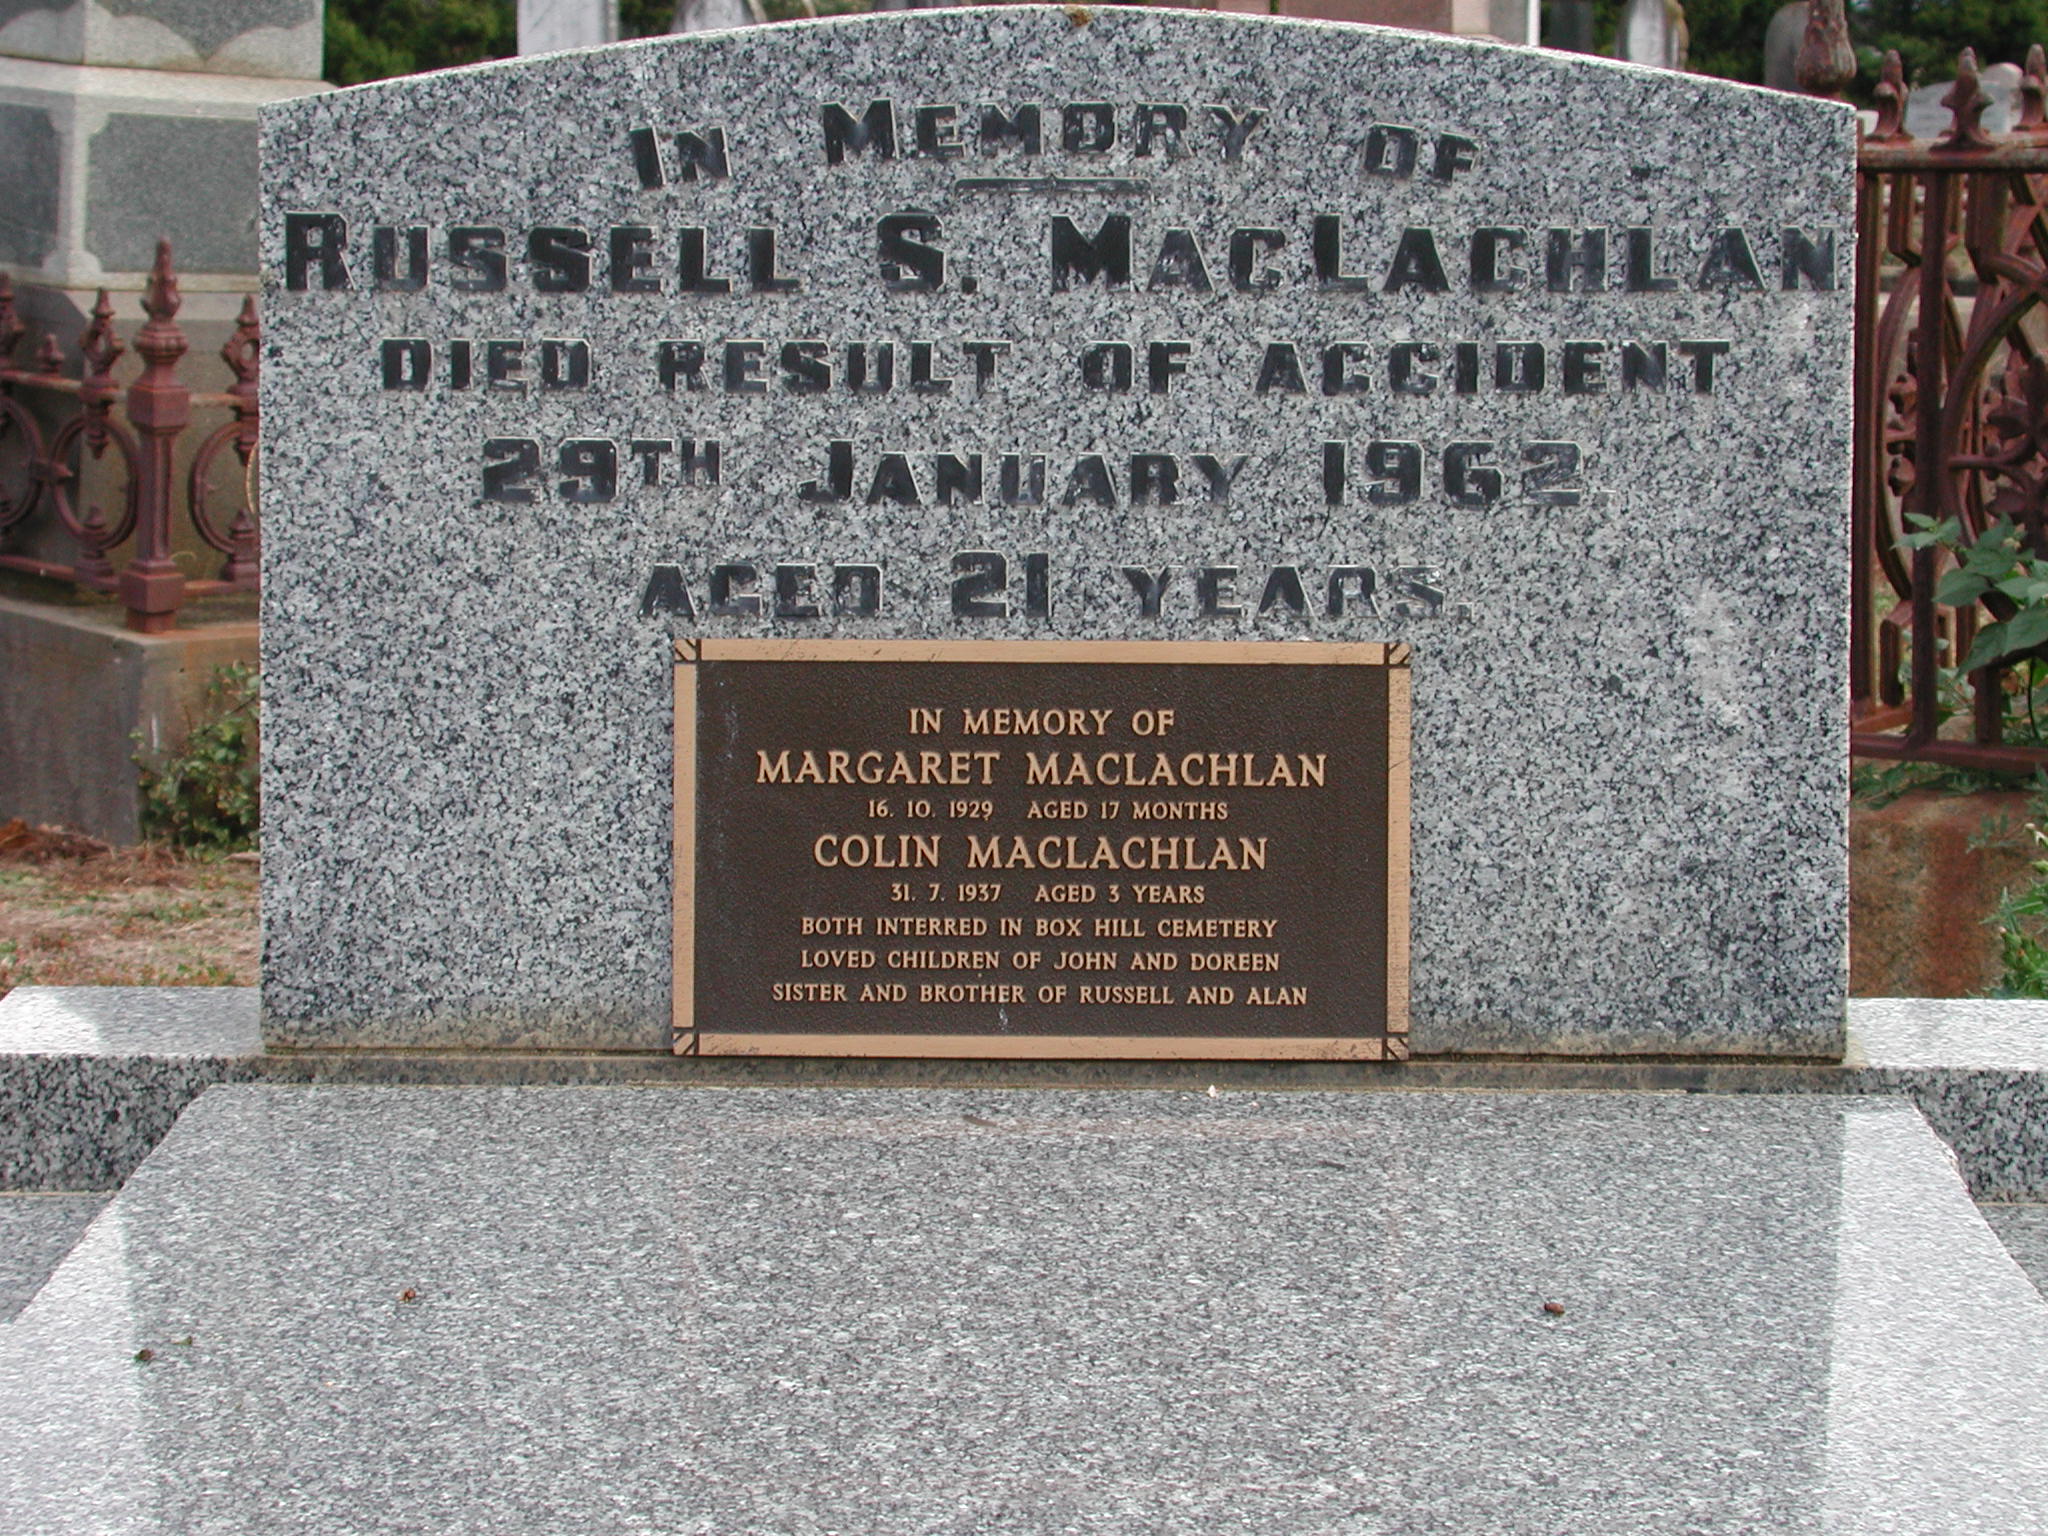 In Memory of
Russell S. MacLachlan
DIED RESULT OF ACCIDENT
29TH January 1962.
AGED 21 YEARS.
IN MEMORY OF
MARGARET MACLACHLAN
16. 10. 1929 AGED 17 MONTHS
COLIN MACLACHLAN
31. 7. 1937 AGED 3 YEARS
BOTH INTERRED IN BOX HILL CEMETERY
LOVED CHILDREN OF JOHN AND DOREEN
SISTER AND BROTHER OF RUSSELL AND ALAN